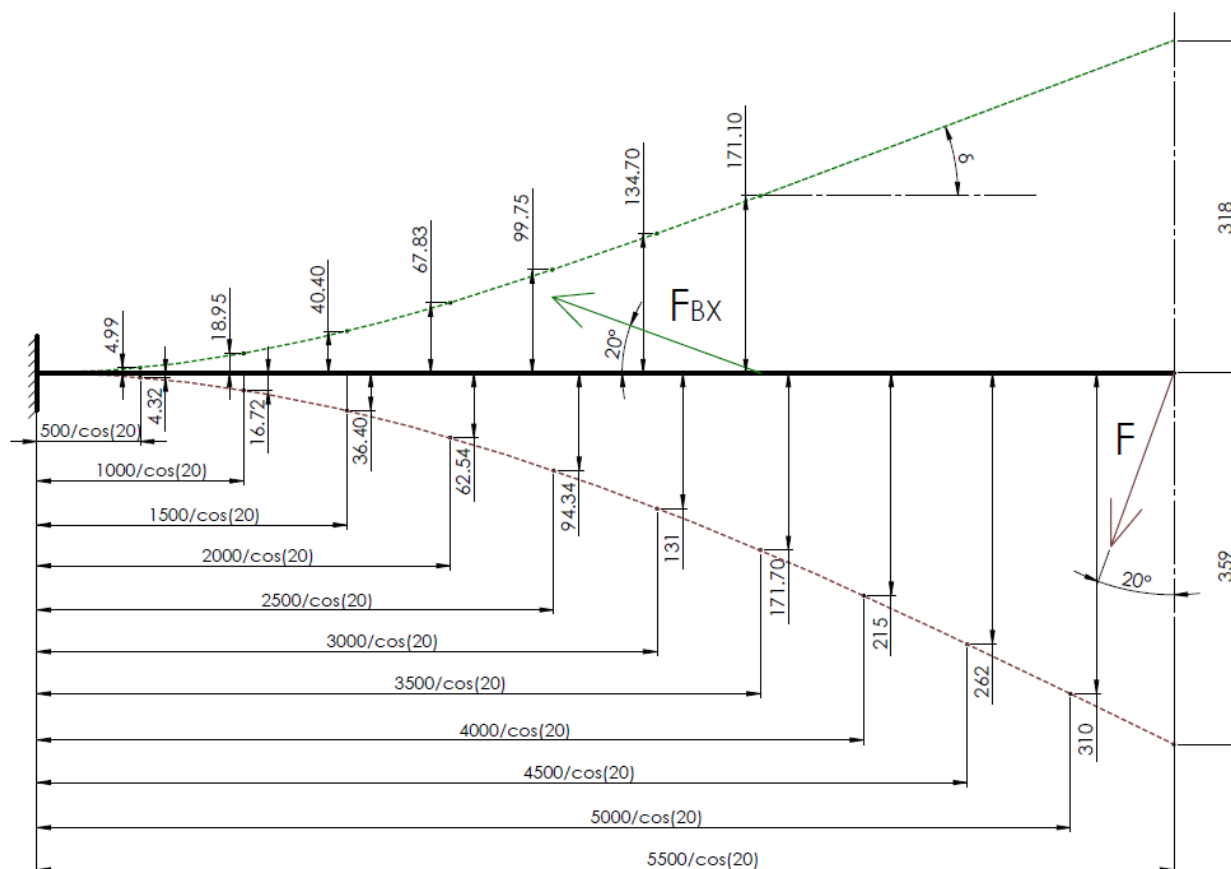 171.10
134.70
99.75
67.83
40.40
18.95
4.99
δ
318
FBX
20°
4.32
16.72
36.40
62.54
94.34
131
171.70
215
262
310
F
20°
359
500/cos(20)
1000/cos(20)
1500/cos(20)
2000/cos(20)
2500/cos(20)
3000/cos(20)
3500/cos(20)
4000/cos(20)
4500/cos(20)
5000/cos(20)
5500/cos(20)